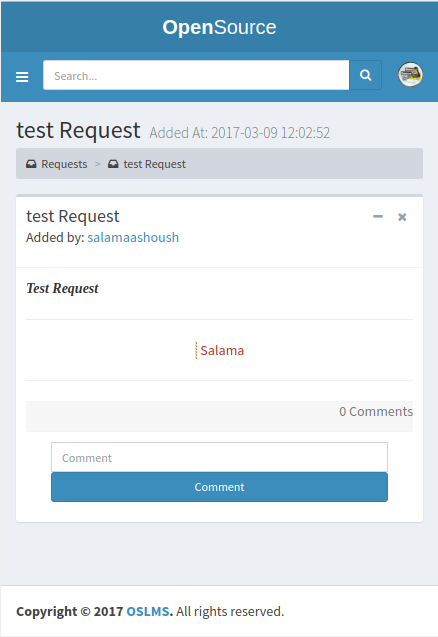 OpenSource
Search...
test Request Added At: 2017-03-09 12:02:52
Requests > test Request
test Request
Added by: salamaashoush
Test Request
Salama
0 Comments
Comment
Comment
Copyright © 2017 OSLMS. All rights reserved.